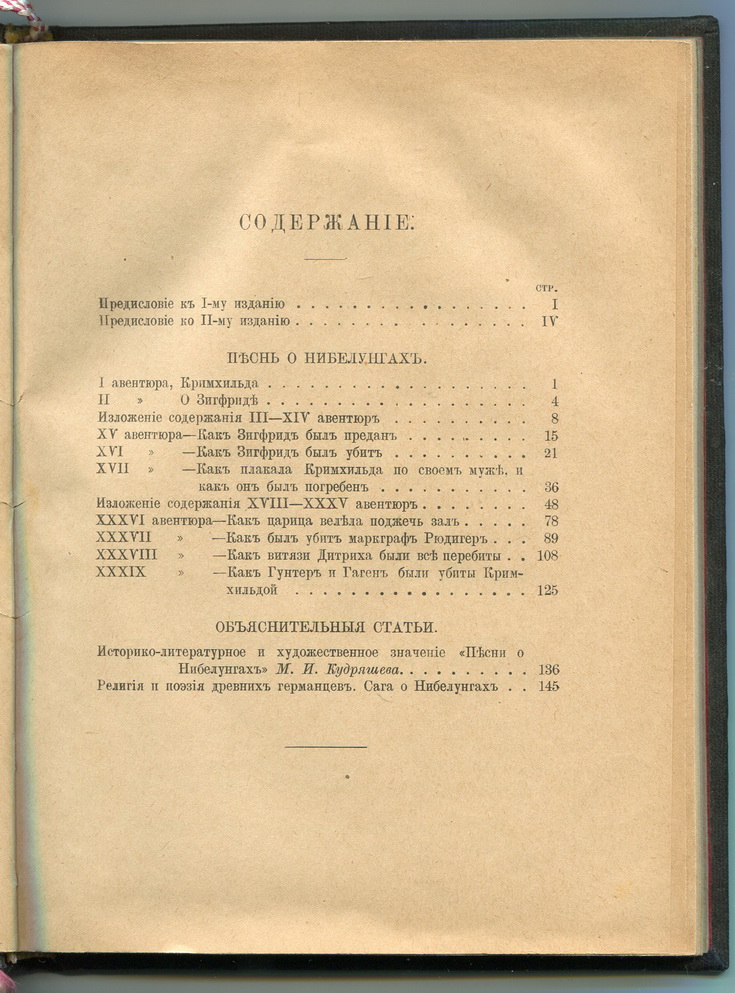 СОДЕРЖАНІЕ.
СТР.
Предисловіе къ I-му изданію . . . . . . . . . . . . . . . . . I
Предисловіе ко II-му изданію . . . . . . . . . . . . . . . . . IV
ПѢСНЬ О НИБЕЛУНГАХЪ.
I авентюра, Кримхильда . . . . . . . . . . . . . . . . . . . 1
II » О Зигфридѣ . . . . . . . . . . . . . . . . . . . 4
Изложеніе содержанія III—XIV авентюръ . . . . . . . . . . 8
XV авентюра—Какъ Зигфридъ былъ преданъ . . . . . . . . . 15
XVI » —Какъ Зигфридъ былъ убитъ . . . . . . . . . . 21
XVII » —Какъ плакала Кримхильда по своемъ мужѣ, и
какъ онъ былъ погребенъ . . . . . . . . . . . 36
Изложеніе содержанія XVIII—XXXV авентюръ . . . . . . . . 48
XXXVI авентюра—Какъ царица велѣла поджечь залъ . . . . . 78
XXXVII » —Какъ былъ убитъ маркграфъ Рюдигеръ . . . 89
XXXVIII » —Какъ витязи Дитриха были всѣ перебиты . . 108
XXXIX » —Какъ Гунтеръ и Гагенъ были убиты Крим-
хильдой . . . . . . . . . . . . . . . . . 125
ОБЪЯСНИТЕЛЬНЫЯ СТАТЬИ.
Историко-литературное и художественное значеніе «Пѣсни о
Нибелунгахъ» М. И. Кудряшева. . . . . . . . . . 136
Религія и поэзія древнихъ германцевъ. Сага о Нибелунгахъ . . 145